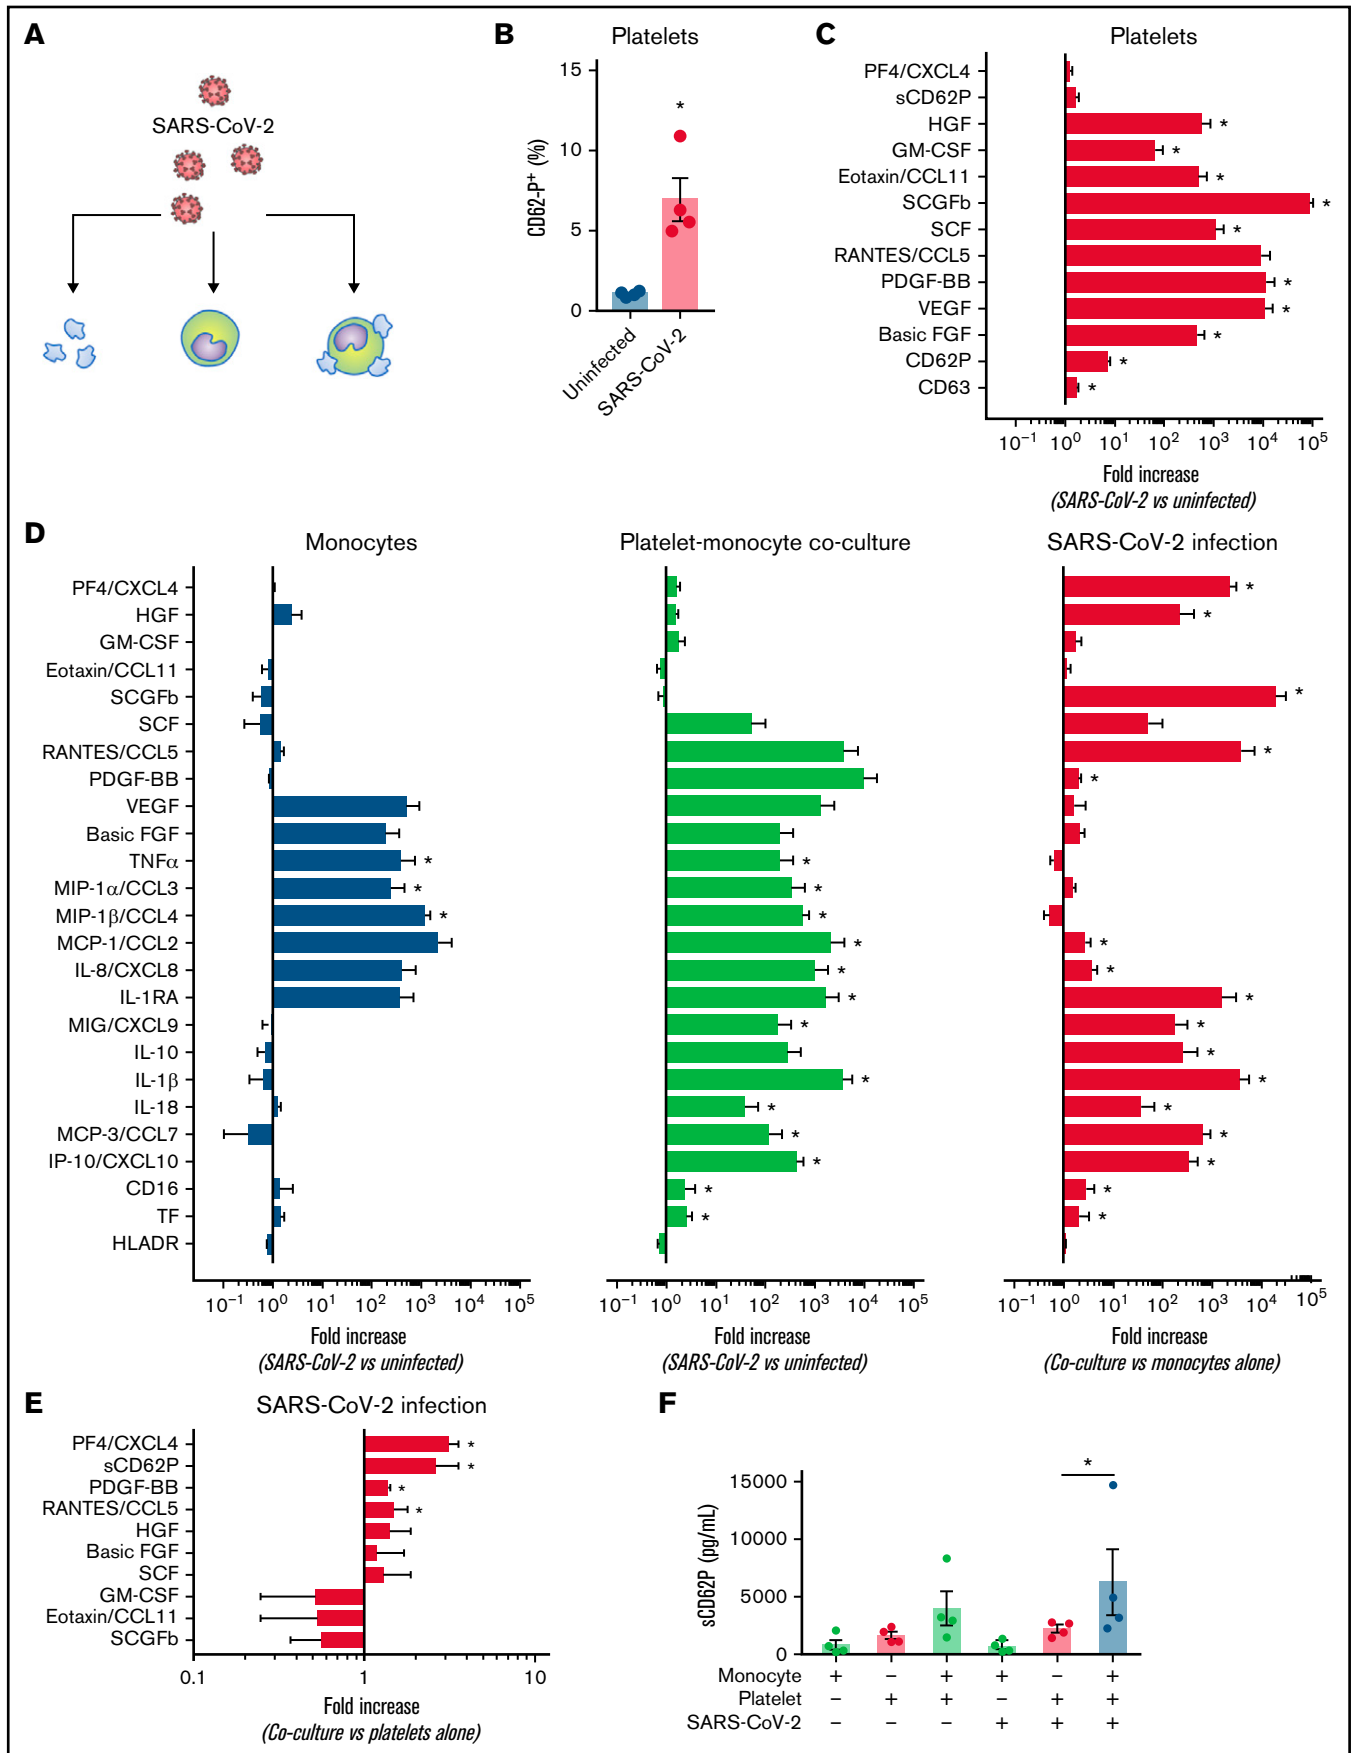 A
SARS-CoV-2
B
Platelets
CD62-P+ (%)
15
10
5
0
*
Uninfected
SARS-CoV-2
C
Platelets
PF4/CXCL4
sCD62P
HGF *
GM-CSF *
Eotaxin/CCL11 *
SCGFb *
SCF *
RANTES/CCL5
PDGF-BB *
VEGF *
Basic FGF *
CD62P *
CD63 *
10−1 100 101 102 103 104 105
Fold increase
(SARS-CoV-2 vs uninfected)
D
Monocytes Platelet-monocyte co-culture SARS-CoV-2 infection
PF4/CXCL4 *
HGF *
GM-CSF
Eotaxin/CCL11
SCGFb *
SCF
RANTES/CCL5 *
PDGF-BB *
VEGF
Basic FGF
TNFα * *
MIP-1α/CCL3 * *
MIP-1β/CCL4 * *
MCP-1/CCL2 * *
IL-8/CXCL8 * *
IL-1RA * *
MIG/CXCL9 * *
IL-10 *
IL-1β * *
IL-18 * *
MCP-3/CCL7 * *
IP-10/CXCL10 * *
CD16 * *
TF * *
HLADR
10−1 100 101 102 103 104 105 10−1 100 101 102 103 104 105 10−1 100 101 102 103 104 105
Fold increase Fold increase Fold increase
(SARS-CoV-2 vs uninfected) (SARS-CoV-2 vs uninfected) (Co-culture vs monocytes alone)
E
SARS-CoV-2 infection
PF4/CXCL4 *
sCD62P *
PDGF-BB *
RANTES/CCL5 *
HGF
Basic FGF
SCF
GM-CSF
Eotaxin/CCL11
SCGFb
0.1 1 10
Fold increase
(Co-culture vs platelets alone)
F
sCD62P (pg/mL)
15000
10000
5000
0
*
Monocyte + − + + − +
Platelet − + + − + +
SARS-CoV-2 − − − + + +